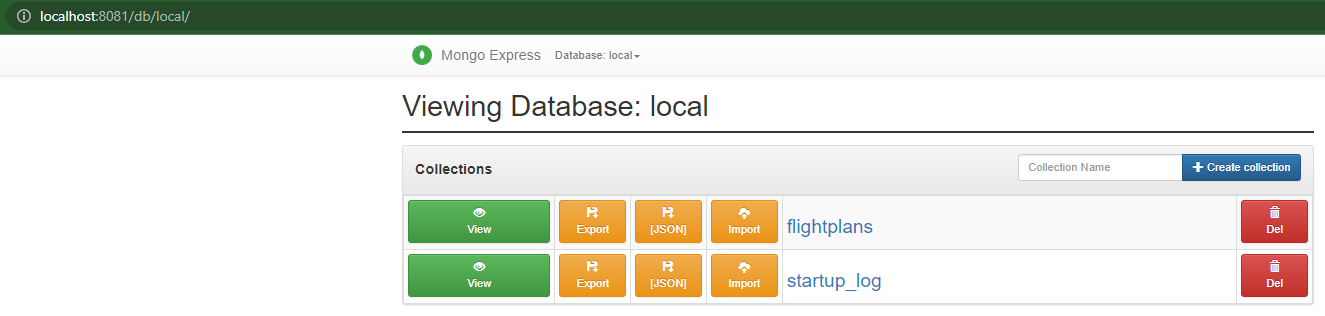 localhost:8081/db/local/
Mongo Express Database: local
Viewing Database: local
Collections Collection Name Create collection
View Export [JSON] Import flightplans Del
View Export [JSON] Import startup_log Del